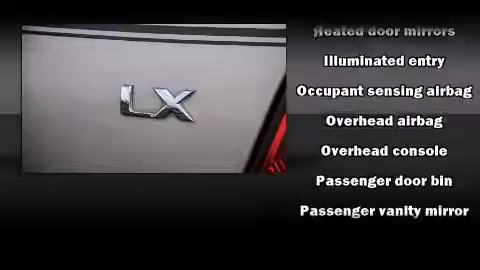 LX
Heated door mirrors
Illuminated entry
Occupant sensing airbag
Overhead airbag
Overhead console
Passenger door bin
Passenger vanity mirror